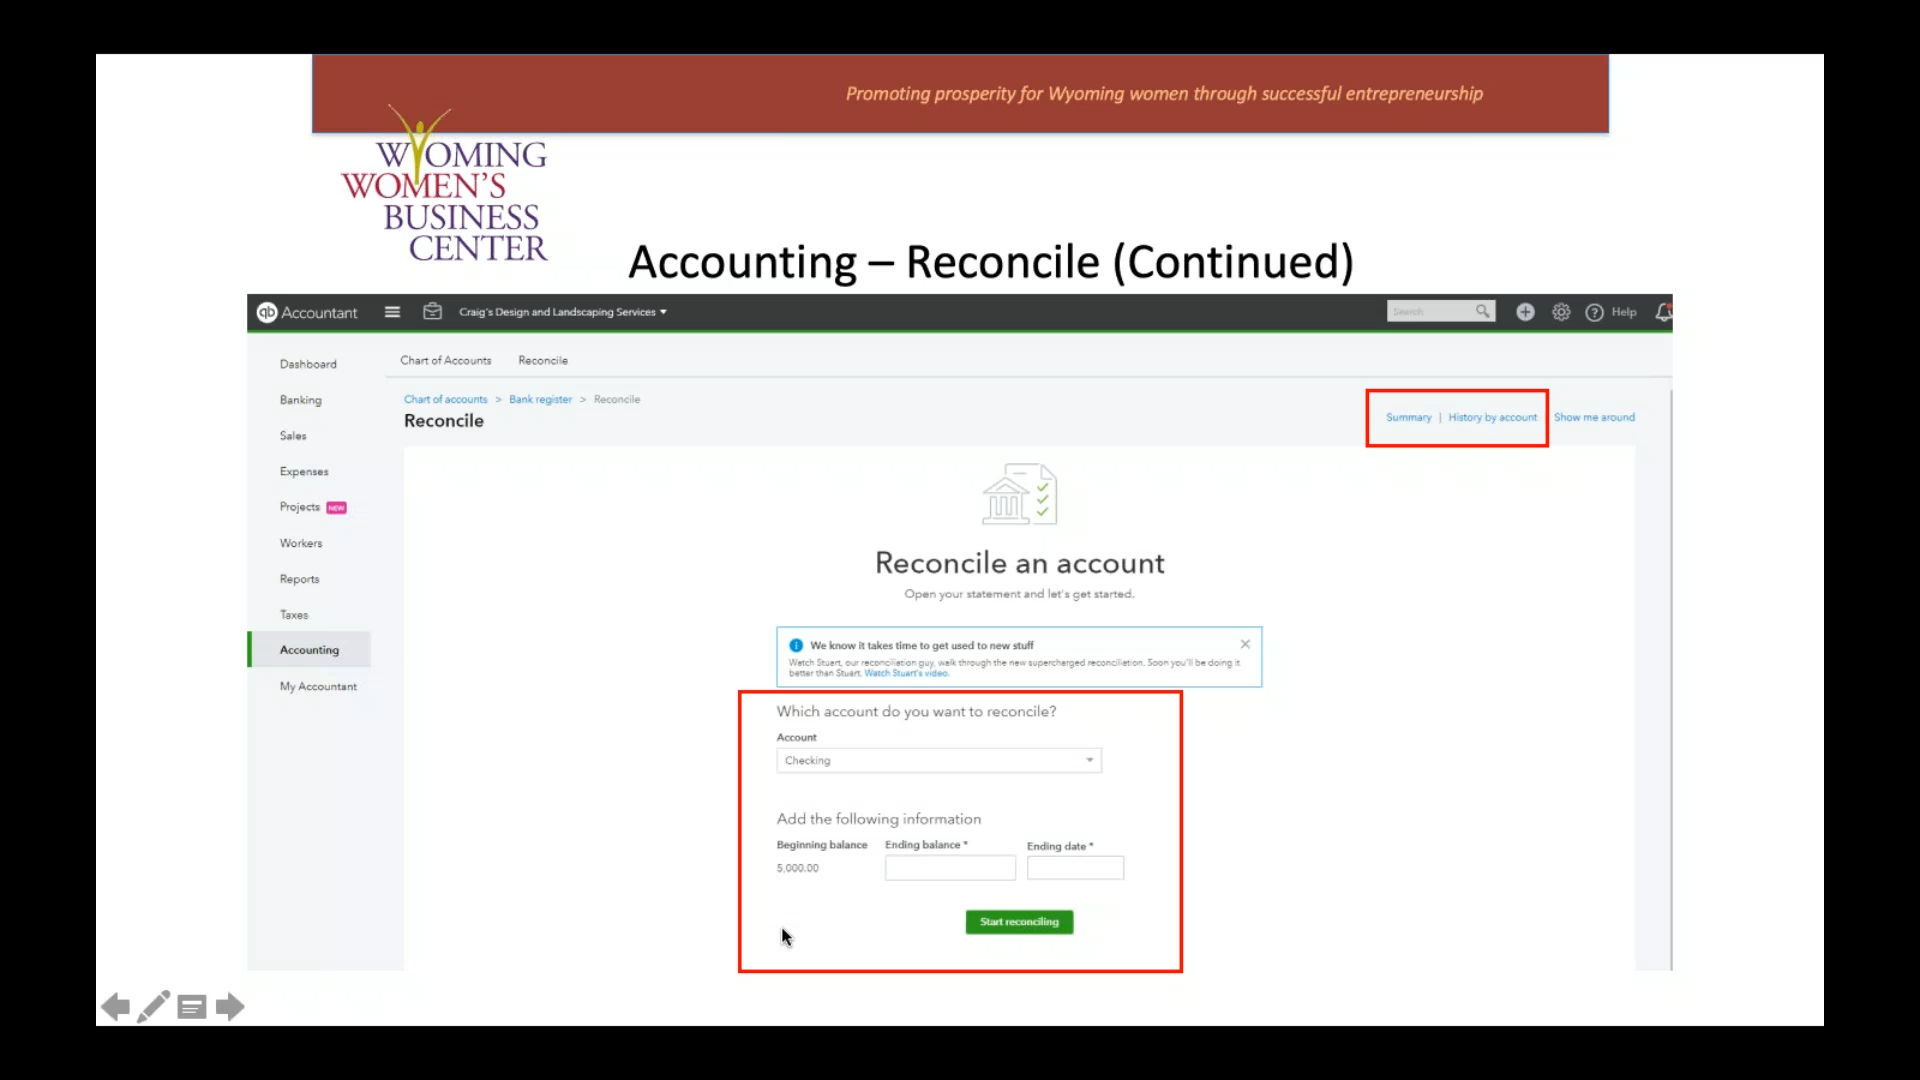 Promoting prosperity for Wyoming women through successful entrepreneurship
WYOMING
WOMEN'S
BUSINESS
CENTER
Accounting – Reconcile (Continued)
qb Accountant
Craig's Design and Landscaping Services
Search
Help
Dashboard
Banking
Sales
Expenses
Projects NEW
Workers
Reports
Taxes
Accounting
My Accountant
Chart of Accounts Reconcile
Chart of accounts > Bank register > Reconcile
Reconcile
Summary | History by account Show me around
Reconcile an account
Open your statement and let's get started.
We know it takes time to get used to new stuff
Watch Stuart, our reconciliation guy, walk through the new supercharged reconciliation. Soon you'll be doing it
better than Stuart. Watch Stuart's video.
Which account do you want to reconcile?
Account
Checking
Add the following information
Beginning balance Ending balance * Ending date *
5,000.00
Start reconciling